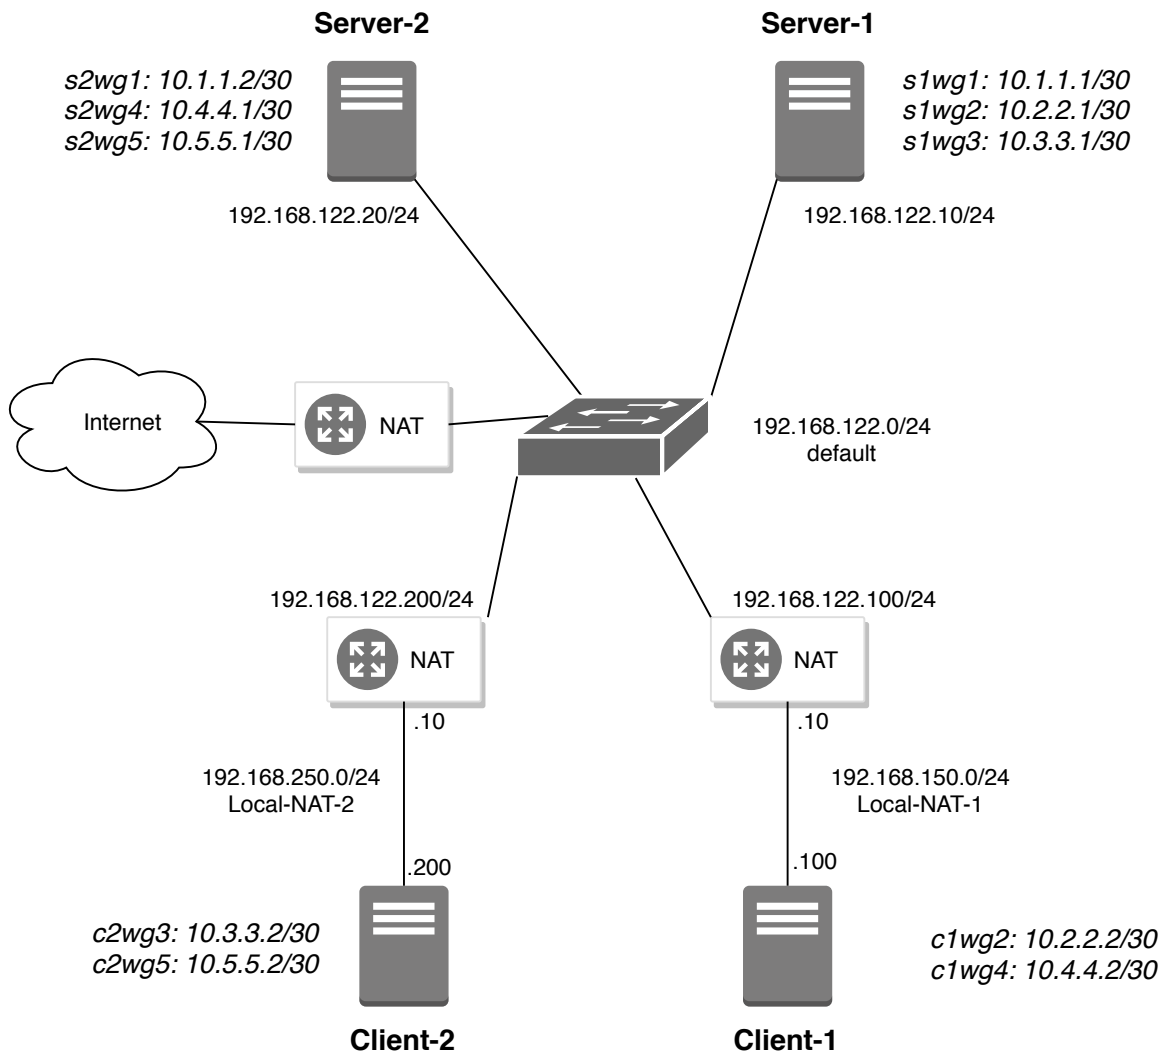 Server-2
Server-1
s2wg1: 10.1.1.2/30
s2wg4: 10.4.4.1/30
s2wg5: 10.5.5.1/30
s1wg1: 10.1.1.1/30
s1wg2: 10.2.2.1/30
s1wg3: 10.3.3.1/30
192.168.122.20/24
192.168.122.10/24
Internet
NAT
192.168.122.0/24
default
192.168.122.200/24
192.168.122.100/24
NAT
NAT
.10
.10
192.168.250.0/24
Local-NAT-2
192.168.150.0/24
Local-NAT-1
.200
.100
c2wg3: 10.3.3.2/30
c2wg5: 10.5.5.2/30
c1wg2: 10.2.2.2/30
c1wg4: 10.4.4.2/30
Client-2
Client-1